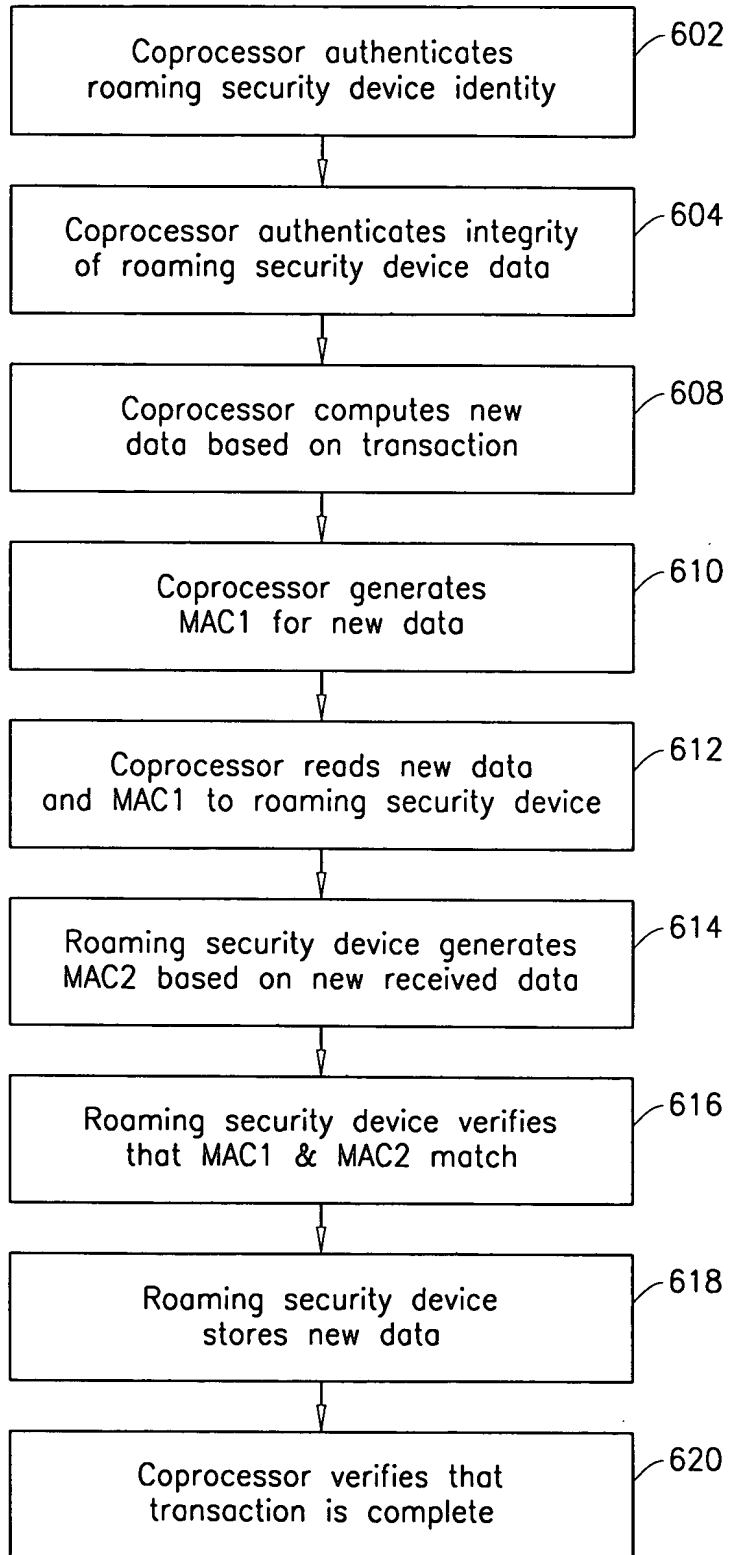 Coprocessor authenticates
roaming security device identity
602
Coprocessor authenticates integrity
of roaming security device data
604
Coprocessor computes new
data based on transaction
608
Coprocessor generates
MAC1 for new data
610
Coprocessor reads new data
and MAC1 to roaming security device
612
Roaming security device generates
MAC2 based on new received data
614
Roaming security device verifies
that MAC1 & MAC2 match
616
Roaming security device
stores new data
618
Coprocessor verifies that
transaction is complete
620